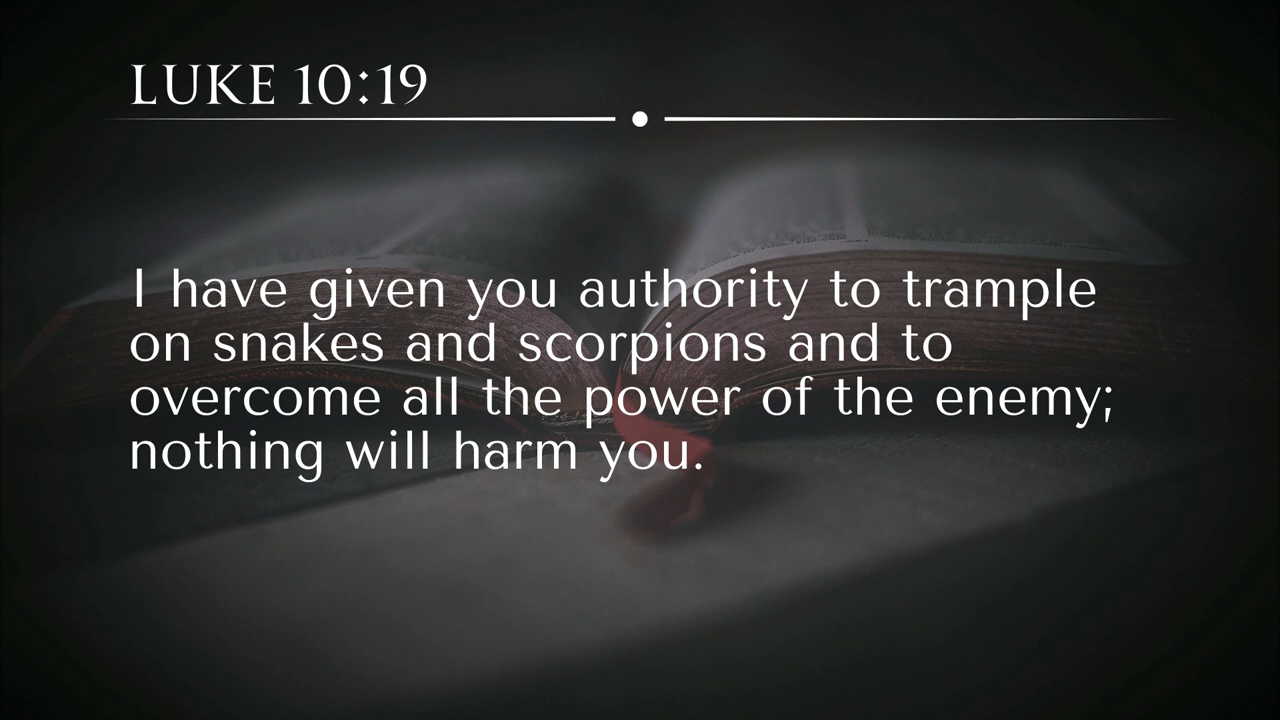 LUKE 10:19
I have given you authority to trample
on snakes and scorpions and to
overcome all the power of the enemy;
nothing will harm you.